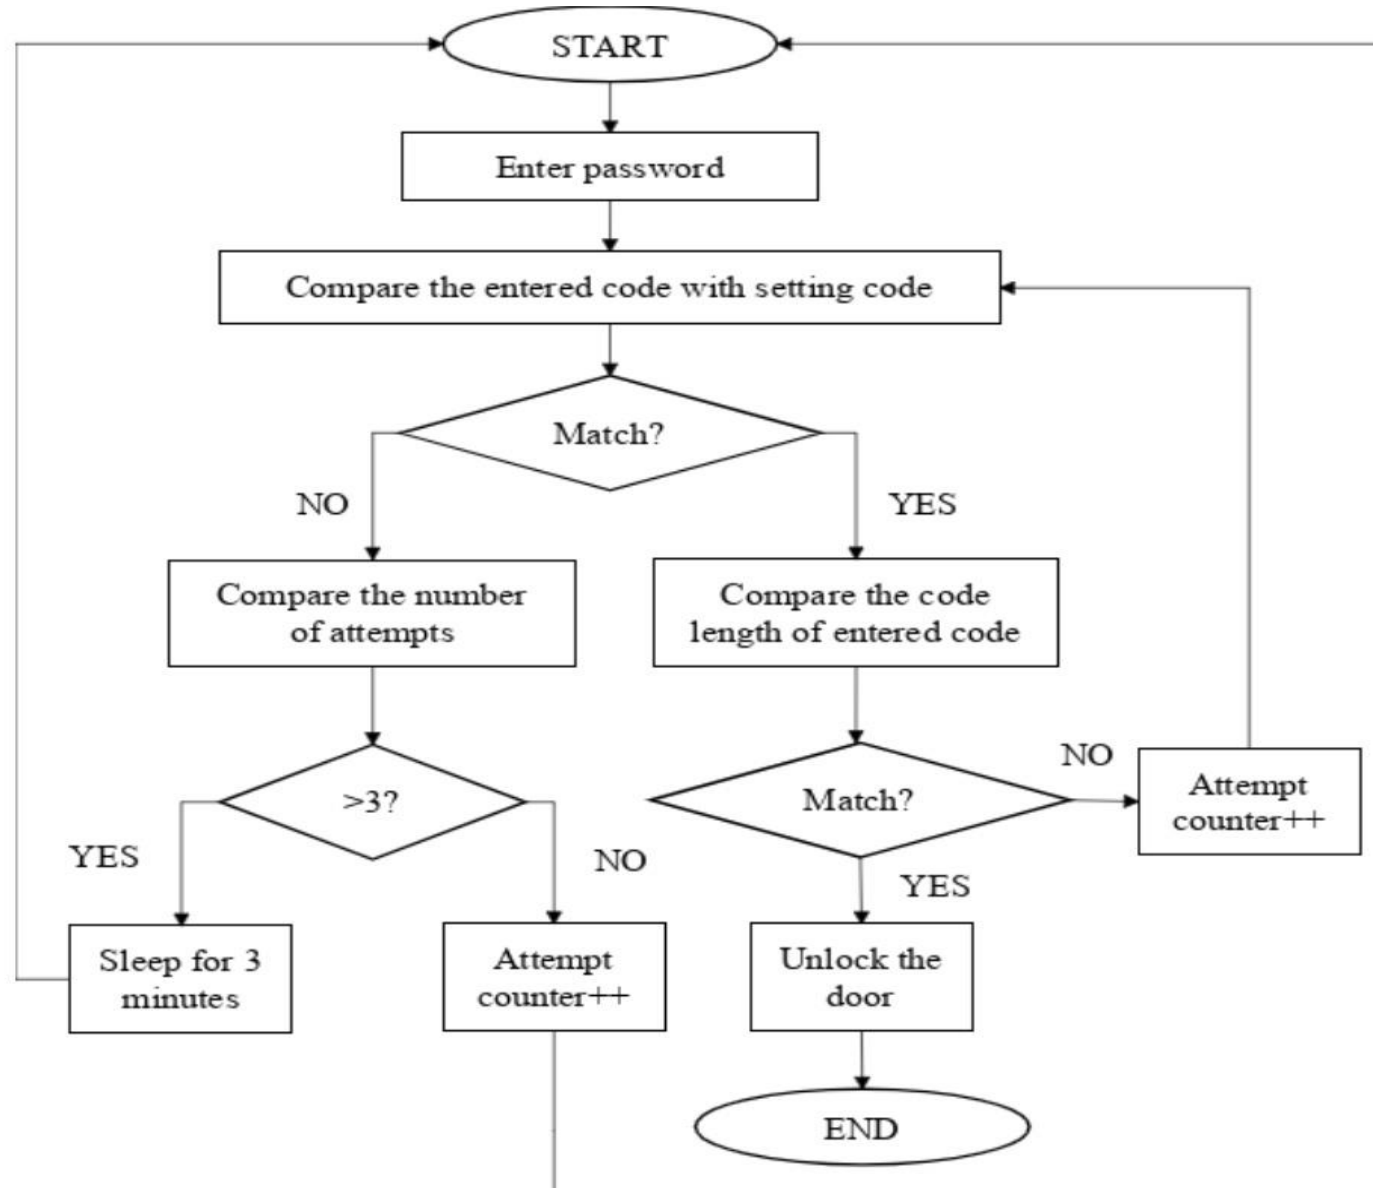 START
Enter password
Compare the entered code with setting code
Match?
NO
YES
Compare the number
of attempts
Compare the code
length of entered code
>3?
Match?
NO
Attempt
counter++
YES
NO
YES
Sleep for 3
minutes
Attempt
counter++
Unlock the
door
END